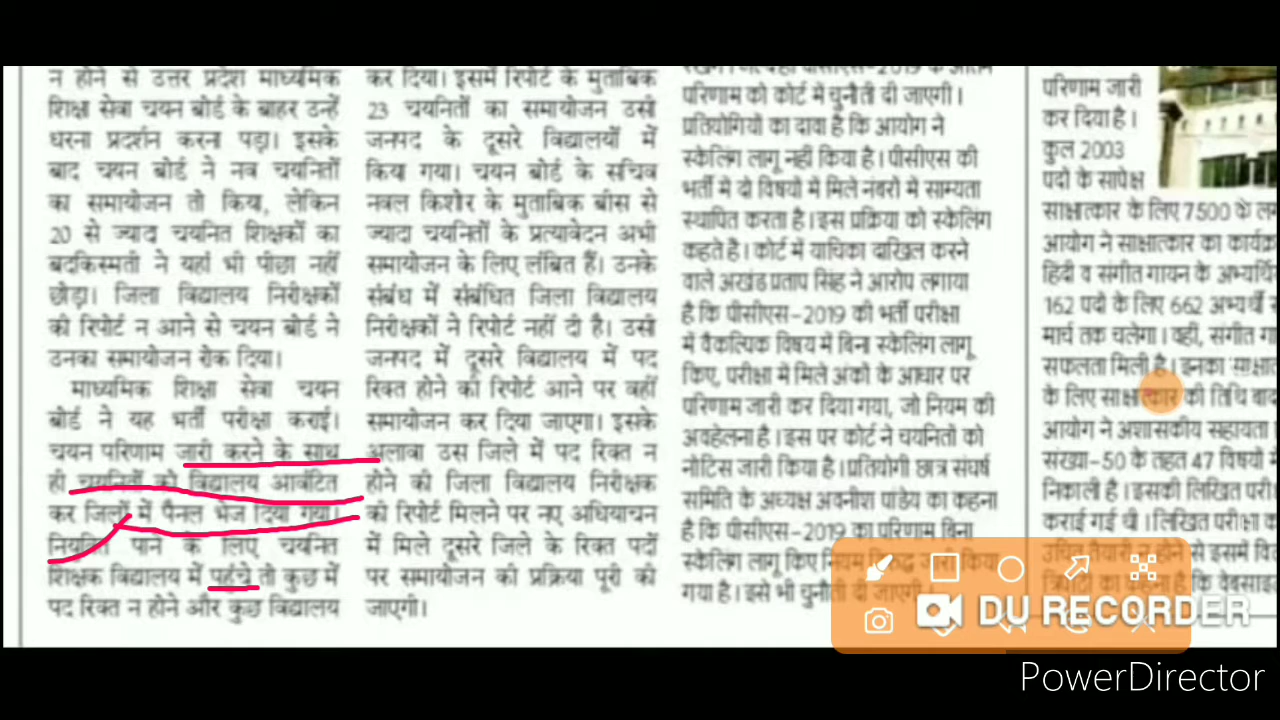 न होने से उत्तर प्रदेश माध्यमिक
शिक्षा सेवा चयन बोर्ड के बाहर उन्हें
धरना प्रदर्शन करना पड़ा। इसके
बाद चयन बोर्ड ने नव चयनितों
का समायोजन तो किया, लेकिन
20 से ज्यादा चयनित शिक्षकों का
बदकिस्मती ने यहां भी पीछा नहीं
छोड़ा। जिला विद्यालय निरीक्षकों
की रिपोर्ट न आने से चयन बोर्ड ने
उनका समायोजन रोक दिया।
माध्यमिक शिक्षा सेवा चयन
बोर्ड ने यह भर्ती परीक्षा कराई।
चयन परिणाम जारी करने के साथ
ही चयनितों को विद्यालय आवंटित
कर जिलों में पैनल भेज दिया गया।
नियुक्ति पाने के लिए चयनित
शिक्षक विद्यालय में पहुंचे तो कुछ में
पद रिक्त न होने और कुछ विद्यालय
कर दिया। इसमें रिपोर्ट के मुताबिक
23 चयनितों का समायोजन उसी
जनपद के दूसरे विद्यालयों में
किया गया। चयन बोर्ड के सचिव
नवल किशोर के मुताबिक बीस से
ज्यादा चयनितों के प्रत्यावेदन अभी
समायोजन के लिए लंबित हैं। उनके
संबंध में संबंधित जिला विद्यालय
निरीक्षकों ने रिपोर्ट नहीं दी है। उसी
जनपद में दूसरे विद्यालय में पद
रिक्त होने की रिपोर्ट आने पर वहीं
समायोजन कर दिया जाएगा। इसके
अलावा उस जिले में पद रिक्त न
होने की जिला विद्यालय निरीक्षक
की रिपोर्ट मिलने पर नए अधियाचन
में मिले दूसरे जिले के रिक्त पदों
पर समायोजन की प्रक्रिया पूरी की
जाएगी।
परिणाम को कोर्ट में चुनौती दी जाएगी।
प्रतियोगियों का दावा है कि आयोग ने
स्केलिंग लागू नहीं किया है। पीसीएस की
भर्ती में दो विषयों में मिले नंबरों में साम्यता
स्थापित करता है। इस प्रक्रिया को स्केलिंग
कहते है। कोर्ट में याचिका दाखिल करने
वाले अखंड प्रताप सिंह ने आरोप लगाया
है कि पीसीएस-2019 की भर्ती परीक्षा
में वैकल्पिक विषय में बिना स्केलिंग लागू
किए, परीक्षा में मिले अंकों के आधार पर
परिणाम जारी कर दिया गया, जो नियम की
अवहेलना है। इस पर कोर्ट ने चयनितों को
नोटिस जारी किया है। प्रतियोगी छात्र संघर्ष
समिति के अध्यक्ष अवनीश पांडेय का कहना
है कि पीसीएस-2019 का परिणाम बिना
स्केलिंग लागू किए नियम विरुद्ध जारी किया
गया है। इसे भी चुनौती दी जाएगी।
परिणाम जारी
कर दिया है।
कुल 2003
पदों के सापेक्ष
साक्षात्कार के लिए 7500 के
आयोग ने साक्षात्कार का
हिंदी व संगीत गायन के
162 पदों के लिए 662
मार्च तक चलेगा। वहीं, संगीत
सफलता मिली है। इनका
के लिए साक्षात्कार की तिथि बाद
आयोग ने अशासकीय सहायता
संख्या-50 के तहत 47 विषयों
निकाली है। इसकी लिखित
कराई गई थी। लिखित परीक्षा
उचित तैयारी न होने से इसमें
का कहना है कि
DU RECORDER
PowerDirector